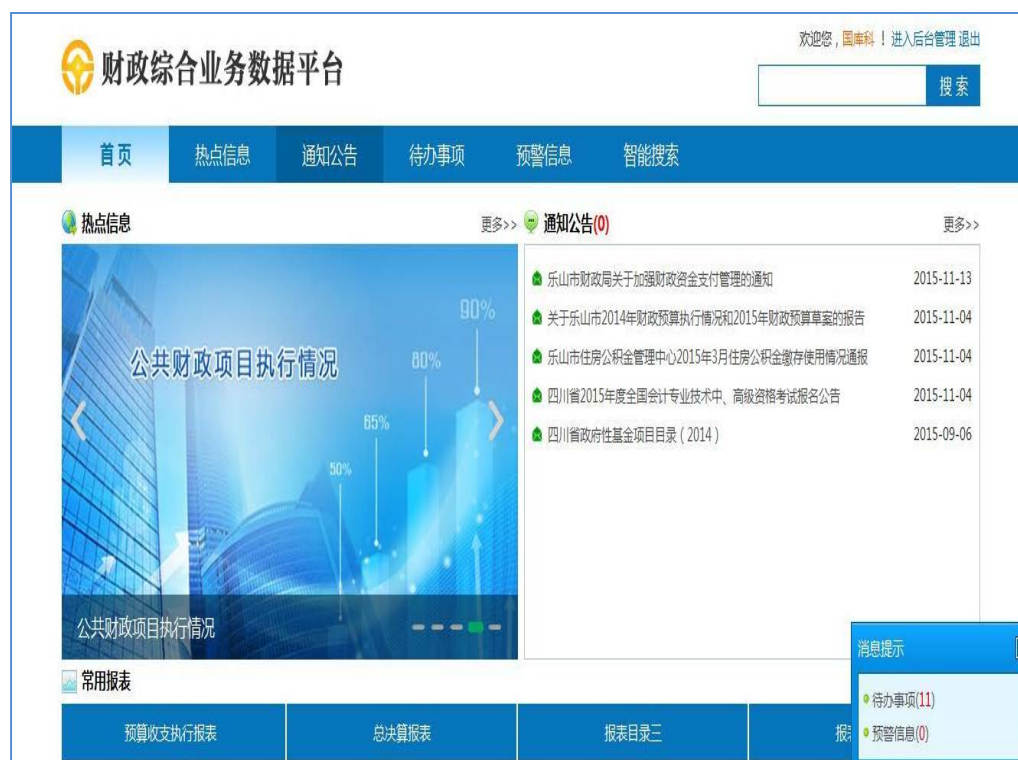 欢迎您，国库科 ！ 进入后台管理 退出
财政综合业务数据平台
搜 索
首 页 热点信息 通知公告 待办事项 预警信息 智能搜索
热点信息 更多>>
公共财政项目执行情况
50%
65%
80%
90%
公共财政项目执行情况
通知公告(0) 更多>>
乐山市财政局关于加强财政资金支付管理的通知 2015-11-13
关于乐山市2014年财政预算执行情况和2015年财政预算草案的报告 2015-11-04
乐山市住房公积金管理中心2015年3月住房公积金缴存使用情况通报 2015-11-04
四川省2015年度全国会计专业技术中、高级资格考试报名公告 2015-11-04
四川省政府性基金项目目录（2014） 2015-09-06
常用报表
预算收支执行报表 总决算报表 报表目录三 报
消息提示
待办事项(11)
预警信息(0)